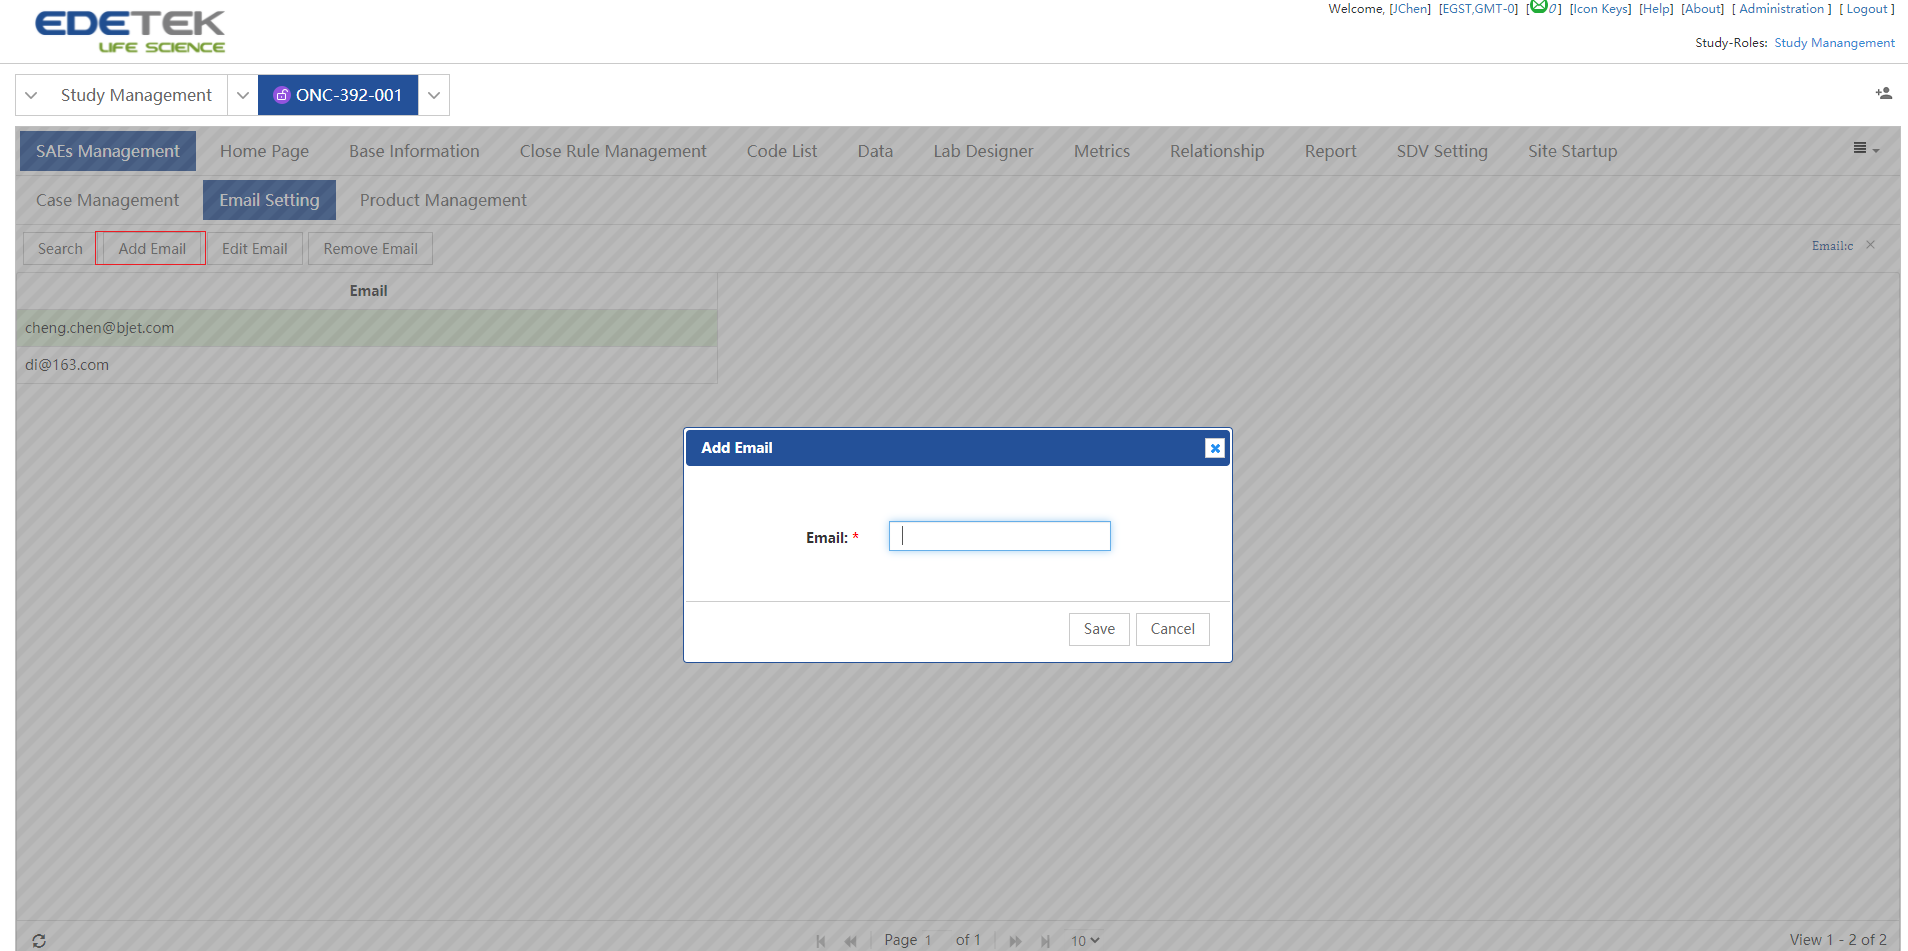 EDETEK
LIFE SCIENCE
Welcome, [JChen] [EGST,GMT-0] [0] [Icon Keys] [Help] [About] [ Administration ] [ Logout ]
Study-Roles: Study Manangement
Study Management ONC-392-001
SAEs Management Home Page Base Information Close Rule Management Code List Data Lab Designer Metrics Relationship Report SDV Setting Site Startup
Case Management Email Setting Product Management
Search Add Email Edit Email Remove Email Email:c ×
Email
cheng.chen@bjet.com
di@163.com
Add Email
Email: *
Save Cancel
Page 1 of 1 10 View 1 - 2 of 2